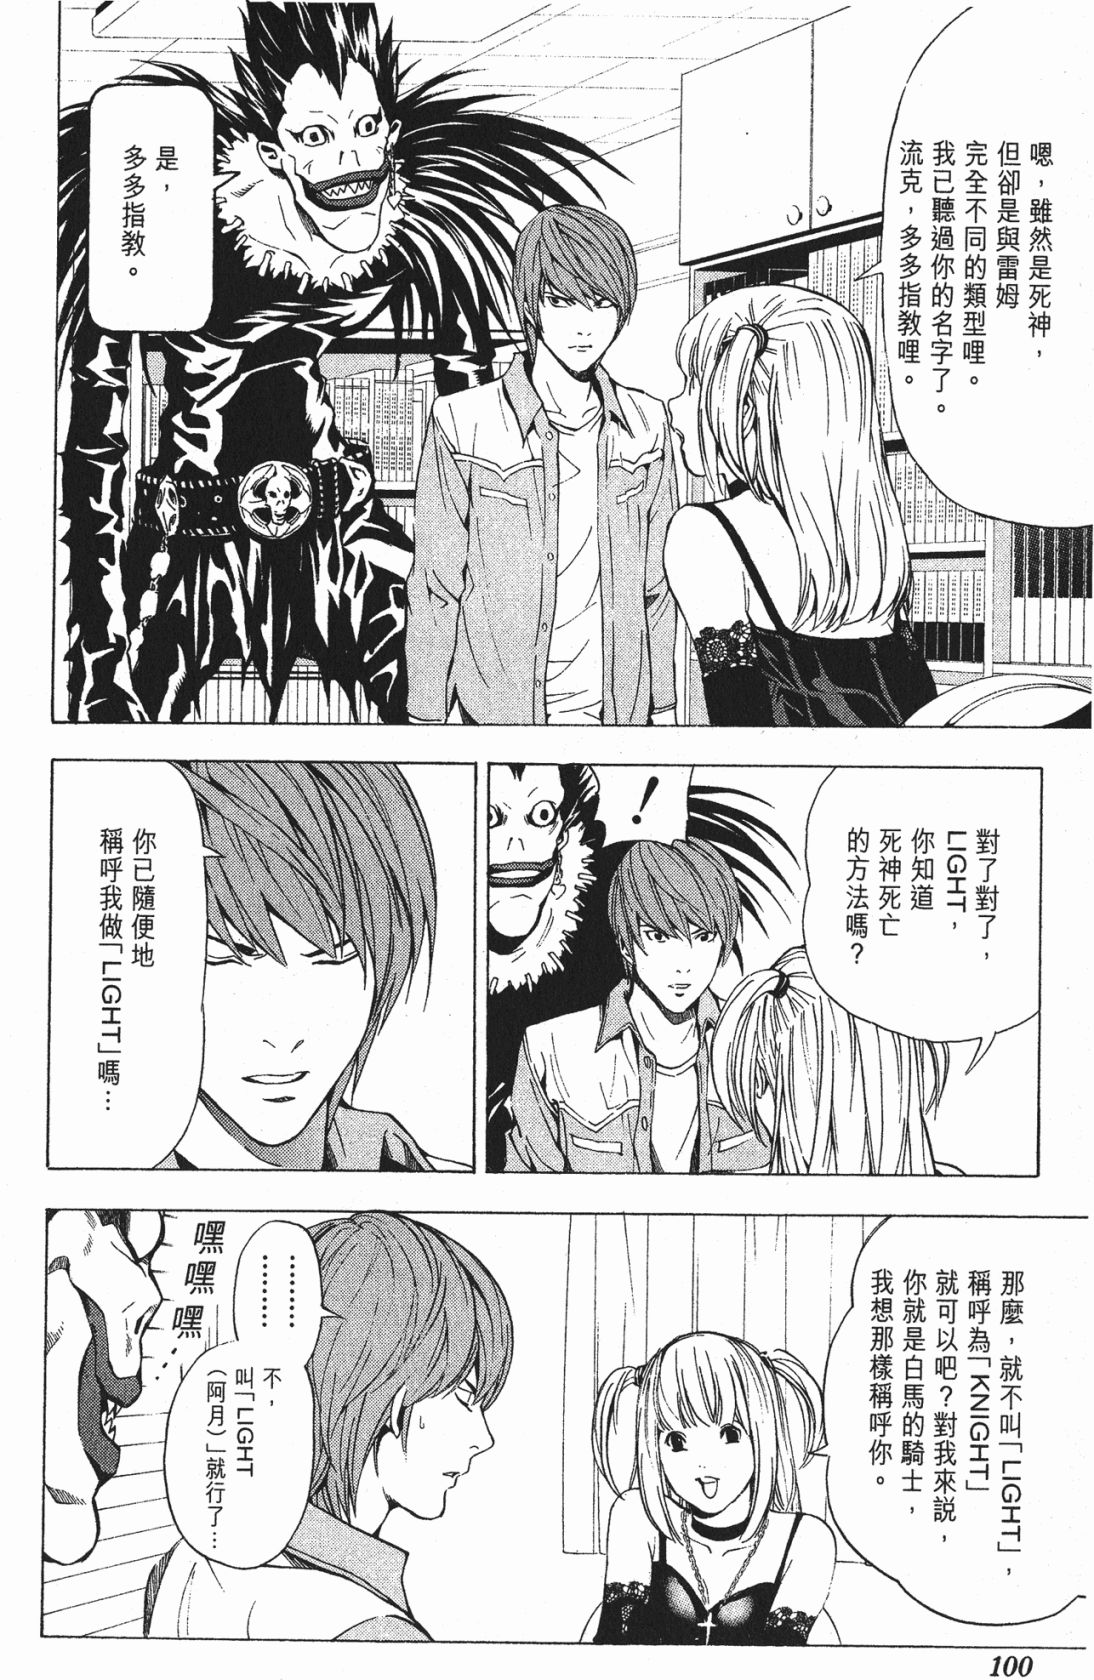 嗯，雖然是死神，
但卻是與雷姆
完全不同的類型哩。
我已聽過你的名字了。
流克，多多指教哩。
是，
多多指教。
對了對了，
LIGHT，
你知道
死神死亡
的方法嗎？
！
你已隨便地
稱呼我做「LIGHT」嗎…
那麼，就不叫「LIGHT」，
稱呼為「KNIGHT」
就可以吧？對我來說，
你就是白馬的騎士，
我想那樣稱呼你。
………
………
不，
叫「LIGHT
（阿月）」就行了…
嘿
嘿
嘿…
100